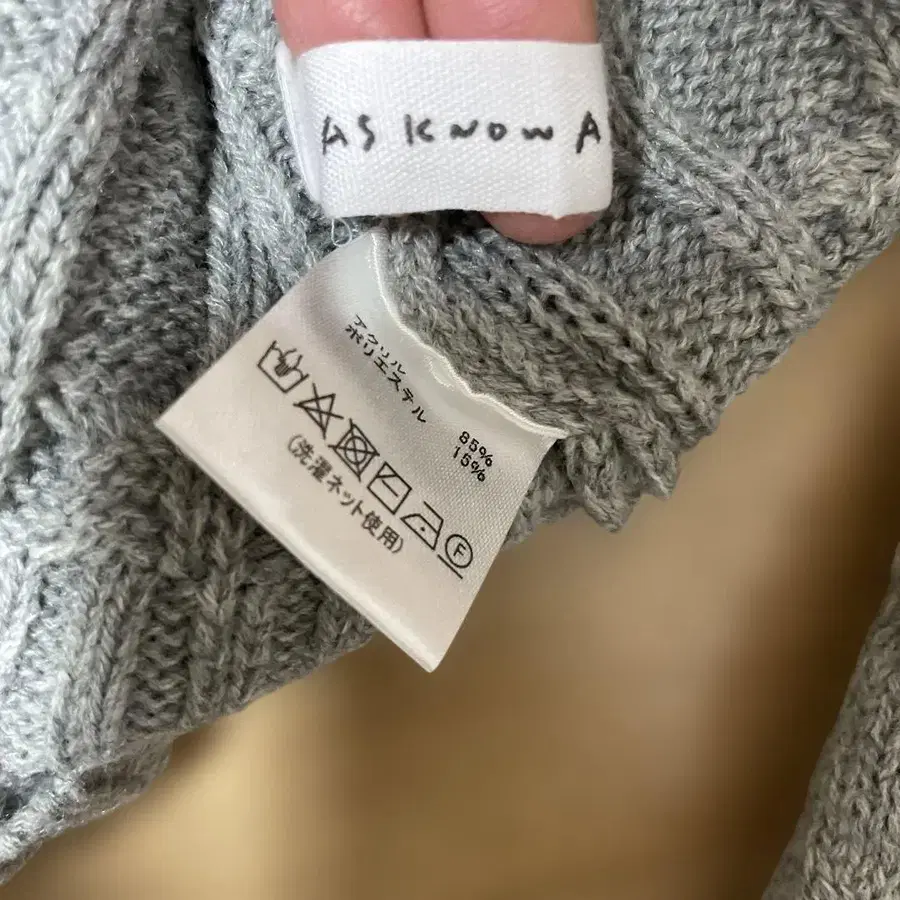 AS KNOW A
アクリル 85%
ポリエステル 15%
F
(洗濯ネット使用)